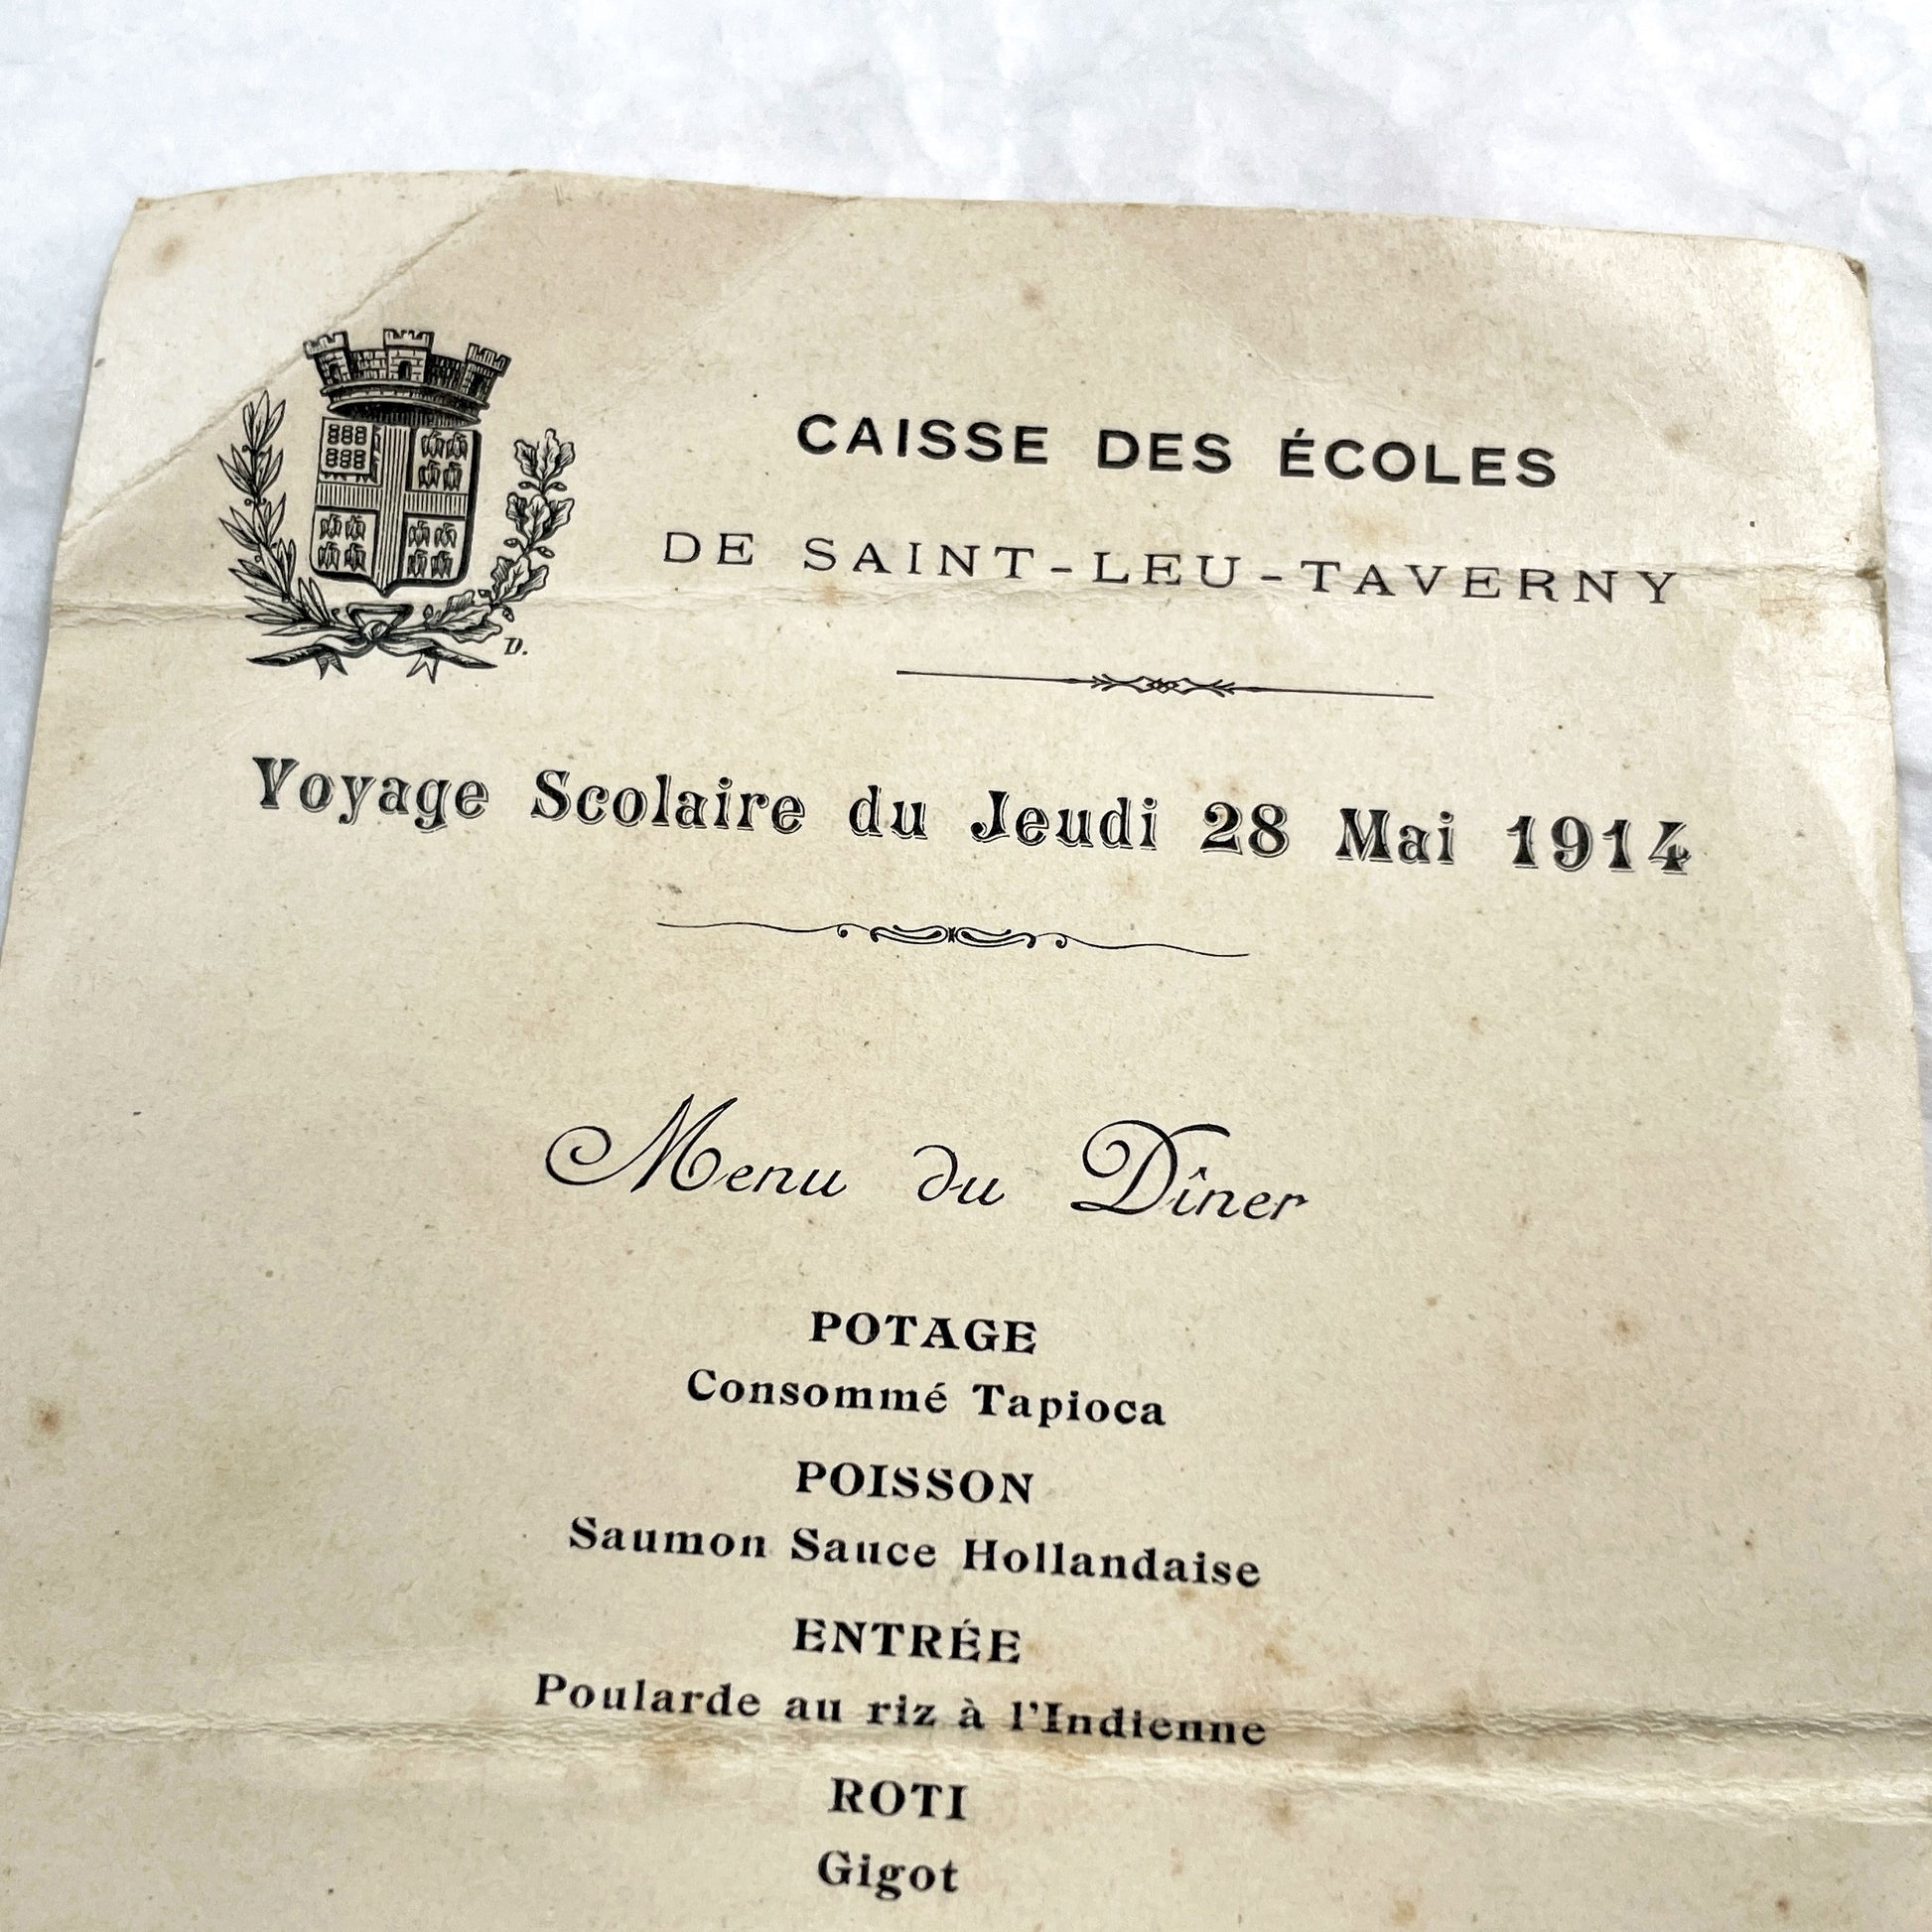 D.
CAISSE DES ÉCOLES
DE SAINT-LEU-TAVERNY
Voyage Scolaire du Jeudi 28 Mai 1914
Menu du Dîner
POTAGE
Consommé Tapioca
POISSON
Saumon Sauce Hollandaise
ENTRÉE
Poularde au riz à l'Indienne
ROTI
Gigot